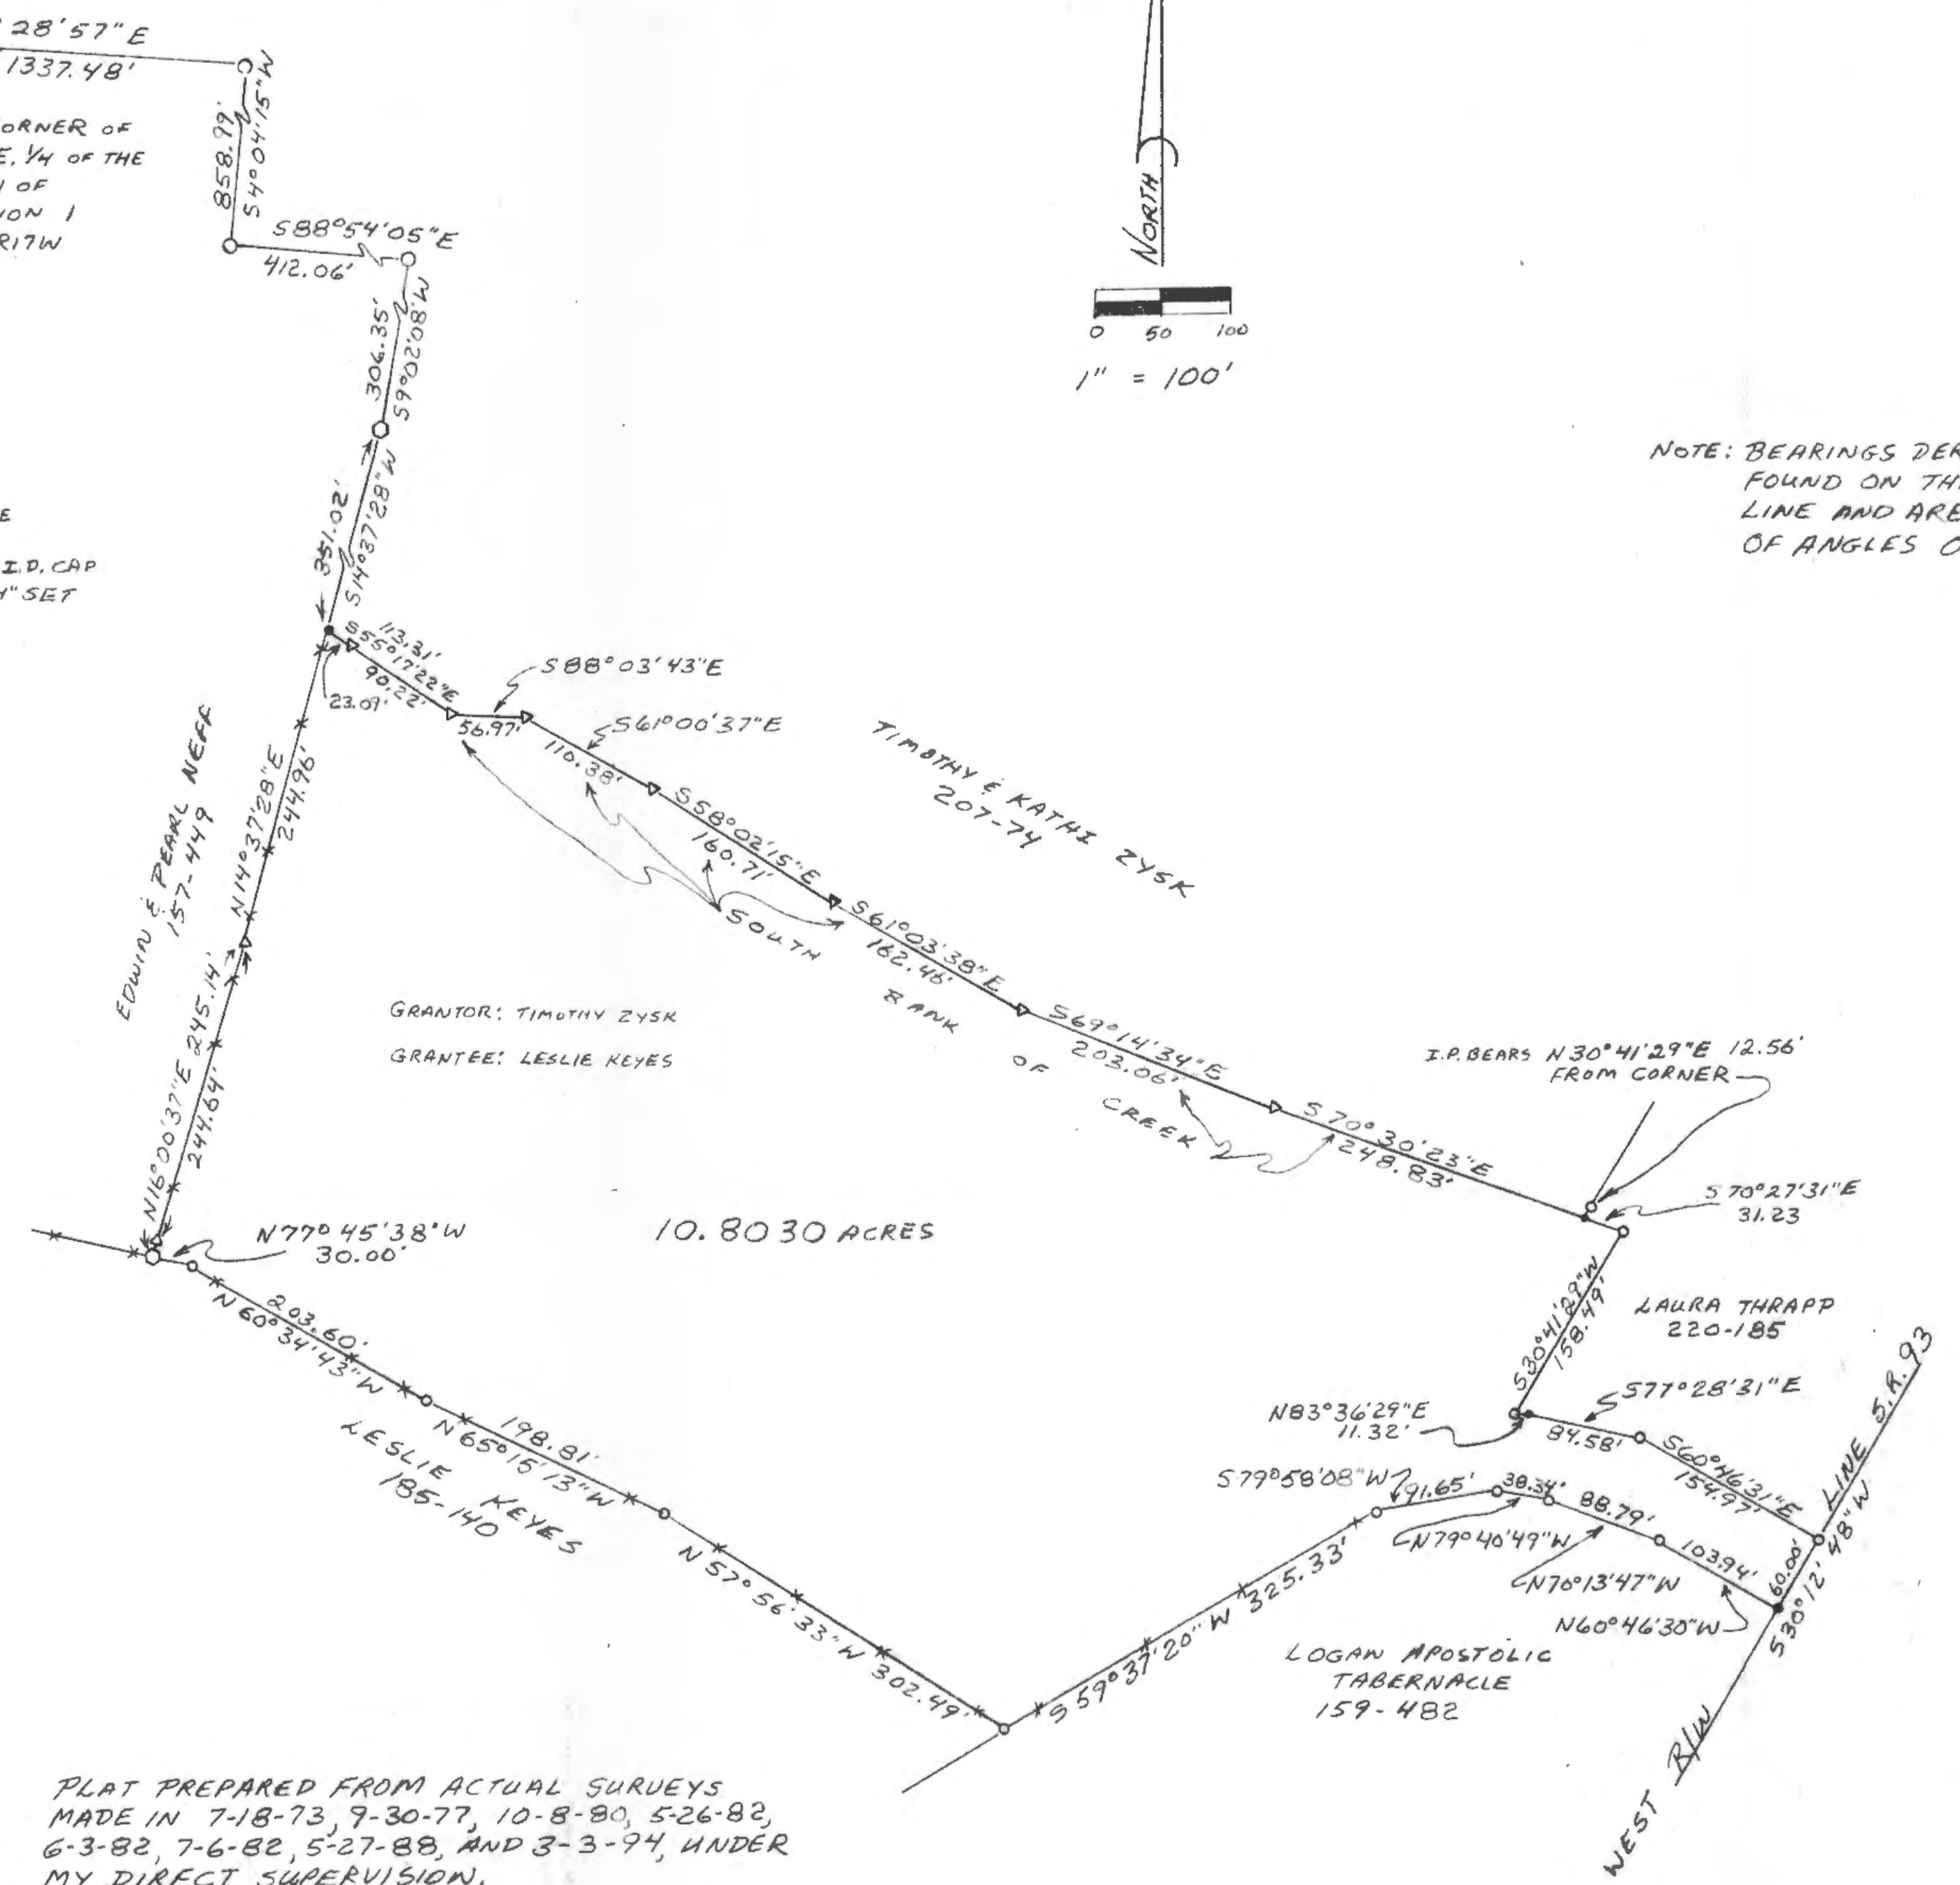 28'57"E
1337.48'
858.99'
S4°04'15"W
CORNER OF
E. 1/4 OF THE
OF
ION 1
R17W
S88°54'05"E
412.06'
306.35'
S9°02'08"W
NORTH
0 50 100
1" = 100'
NOTE: BEARINGS
FOUND ON
LINE AND ARE
OF ANGLES
I.D. CAP
SET
351.02'
S14°37'28"W
113.31'
S55°17'22"E
90.22'
23.09'
S88°03'43"E
56.97'
S61°00'37"E
110.38'
S58°02'15"E
160.71'
S61°03'38"E
162.46'
S69°14'34"E
203.06'
S70°30'23"E
248.83'
TIMOTHY & KATHI ZYSK
207-74
SOUTH
BANK
OF
CREEK
EDWIN & PEARL NEFF
157-449
N14°37'28"E
244.96'
N16°00'37"E 245.14'
244.64'
GRANTOR: TIMOTHY ZYSK
GRANTEE: LESLIE KEYES
I.P. BEARS N30°41'29"E 12.56'
FROM CORNER
S70°27'31"E
31.23
10.8030 ACRES
N77°45'38"W
30.00'
S30°41'29"W
158.49'
LAURA THRAPP
220-185
203.60'
N60°34'43"W
198.81'
N65°15'13"W
LESLIE KEYES
185-140
N57°56'33"W 302.49'
N83°36'29"E
11.32'
S77°28'31"E
84.58'
S60°46'31"E
154.97'
LINE S.R. 93
S79°58'08"W
91.65'
38.34'
N79°40'49"W
88.79'
N70°13'47"W
103.94'
N60°46'30"W
60.00'
S30°12'48"W
S59°37'20"W 325.33'
LOGAN APOSTOLIC
TABERNACLE
159-482
WEST R/W
PLAT PREPARED FROM ACTUAL SURVEYS
MADE IN 7-18-73, 9-30-77, 10-8-80, 5-26-82,
6-3-82, 7-6-82, 5-27-88, AND 3-3-94, UNDER
MY DIRECT SUPERVISION.